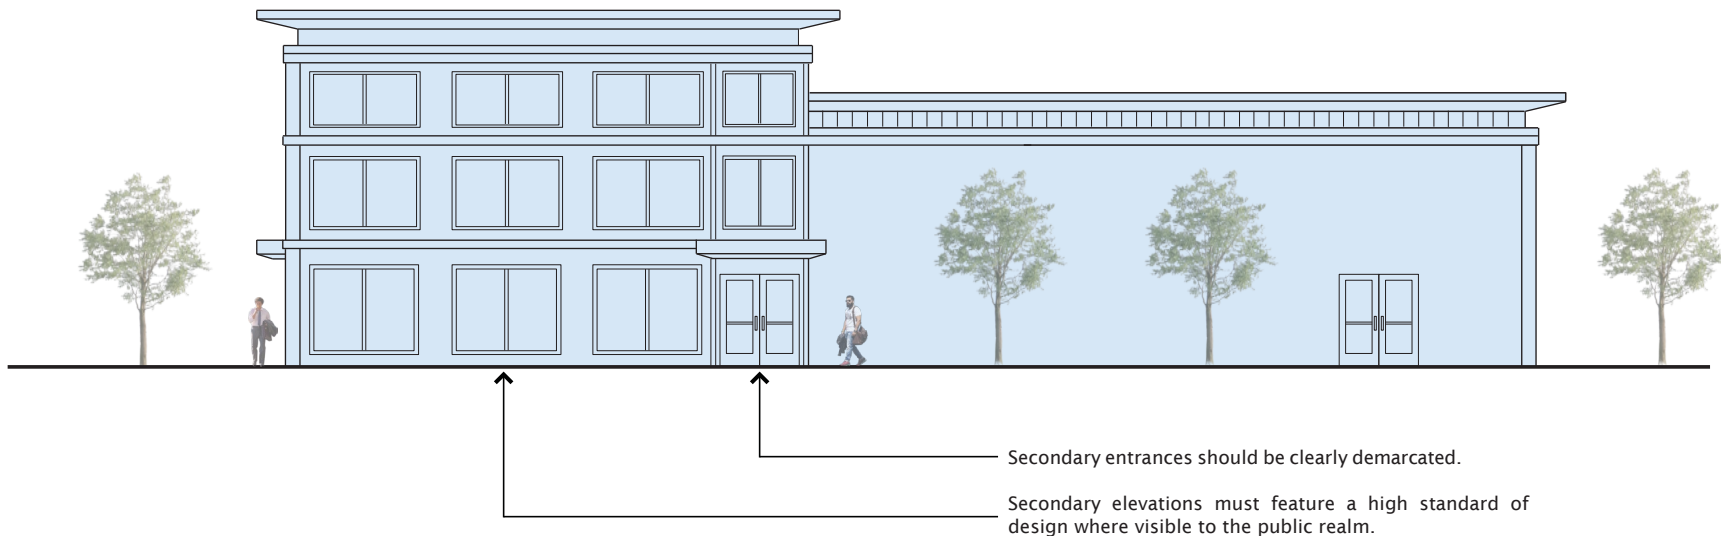 Secondary entrances should be clearly demarcated.
Secondary elevations must feature a high standard of
design where visible to the public realm.